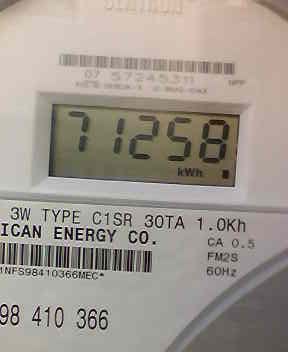 CENTRON
07 57245311
71258
kWh
3W TYPE C1SR 30TA 1.0Kh
ICAN ENERGY CO.
CA 0.5
FM2S
60Hz
1NFS98410366MEC*
98 410 366